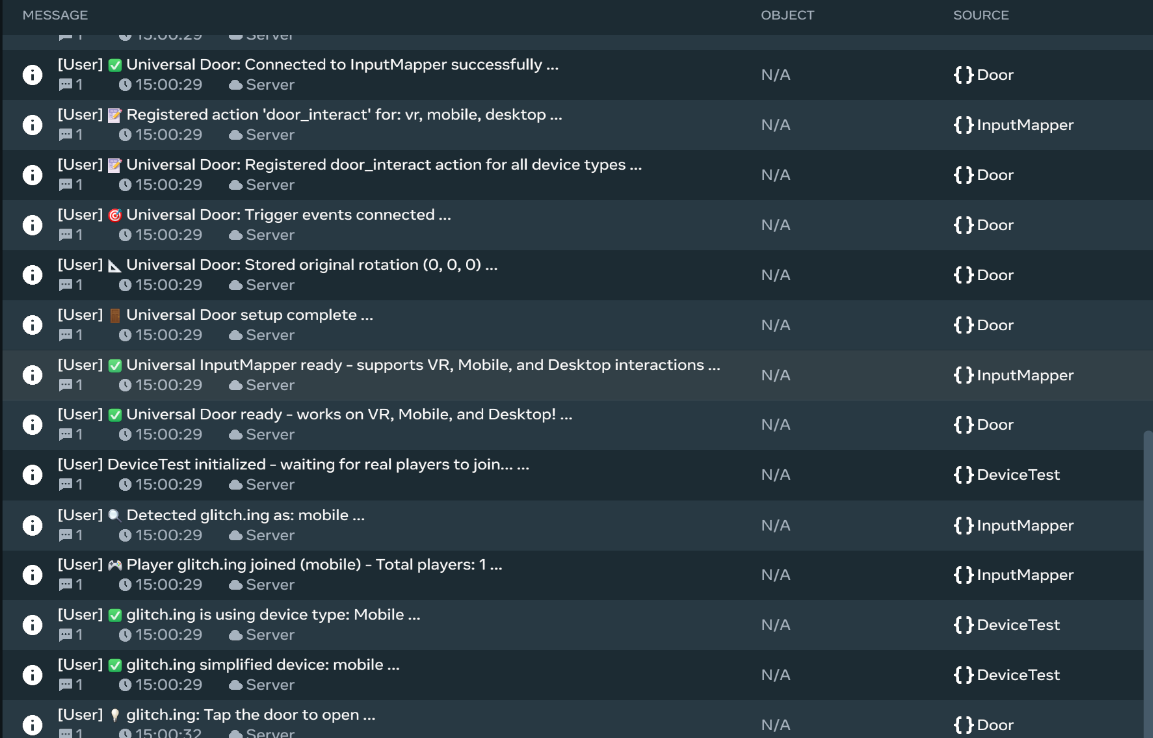 MESSAGE OBJECT SOURCE
1 15:00:29 Server
[User] ✅ Universal Door: Connected to InputMapper successfully ...
1 15:00:29 Server
N/A {} Door
[User] 📝 Registered action 'door_interact' for: vr, mobile, desktop ...
1 15:00:29 Server
N/A {} InputMapper
[User] 📝 Universal Door: Registered door_interact action for all device types ...
1 15:00:29 Server
N/A {} Door
[User] 🎯 Universal Door: Trigger events connected ...
1 15:00:29 Server
N/A {} Door
[User] 📐 Universal Door: Stored original rotation (0, 0, 0) ...
1 15:00:29 Server
N/A {} Door
[User] 🚪 Universal Door setup complete ...
1 15:00:29 Server
N/A {} Door
[User] ✅ Universal InputMapper ready - supports VR, Mobile, and Desktop interactions ...
1 15:00:29 Server
N/A {} InputMapper
[User] ✅ Universal Door ready - works on VR, Mobile, and Desktop! ...
1 15:00:29 Server
N/A {} Door
[User] DeviceTest initialized - waiting for real players to join... ...
1 15:00:29 Server
N/A {} DeviceTest
[User] 🔍 Detected glitch.ing as: mobile ...
1 15:00:29 Server
N/A {} InputMapper
[User] 🎮 Player glitch.ing joined (mobile) - Total players: 1 ...
1 15:00:29 Server
N/A {} InputMapper
[User] ✅ glitch.ing is using device type: Mobile ...
1 15:00:29 Server
N/A {} DeviceTest
[User] ✅ glitch.ing simplified device: mobile ...
1 15:00:29 Server
N/A {} DeviceTest
[User] 💡 glitch.ing: Tap the door to open ...
1 15:00:32 Server
N/A {} Door